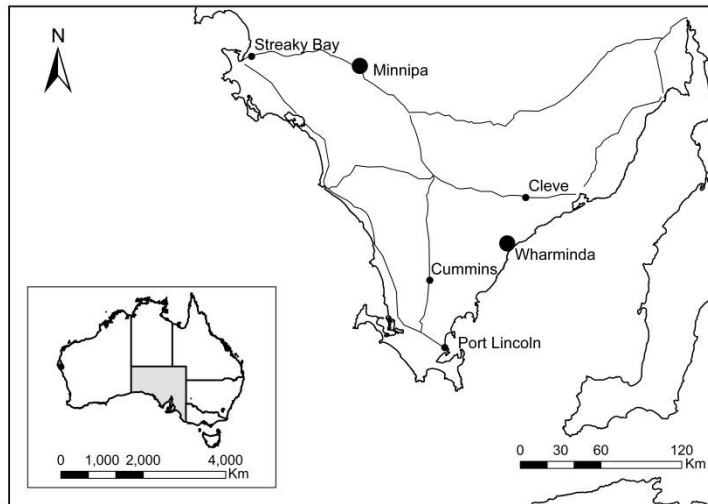 N
Streaky Bay
Minnipa
Cleve
Wharminda
Cummins
Port Lincoln
0 1,000 2,000 4,000
Km
0 30 60 120
Km